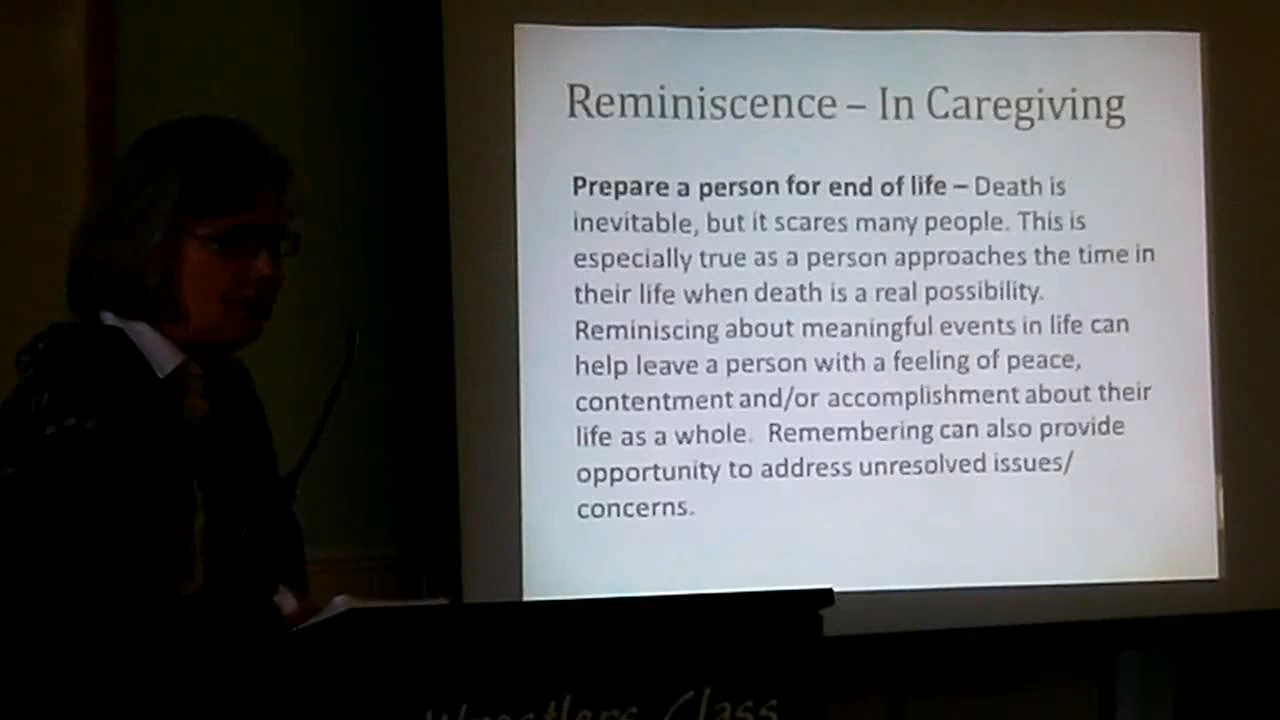 Reminiscence – In Caregiving
Prepare a person for end of life – Death is
inevitable, but it scares many people. This is
especially true as a person approaches the time in
their life when death is a real possibility.
Reminiscing about meaningful events in life can
help leave a person with a feeling of peace,
contentment and/or accomplishment about their
life as a whole.  Remembering can also provide
opportunity to address unresolved issues/
concerns.
Wrestlers Class